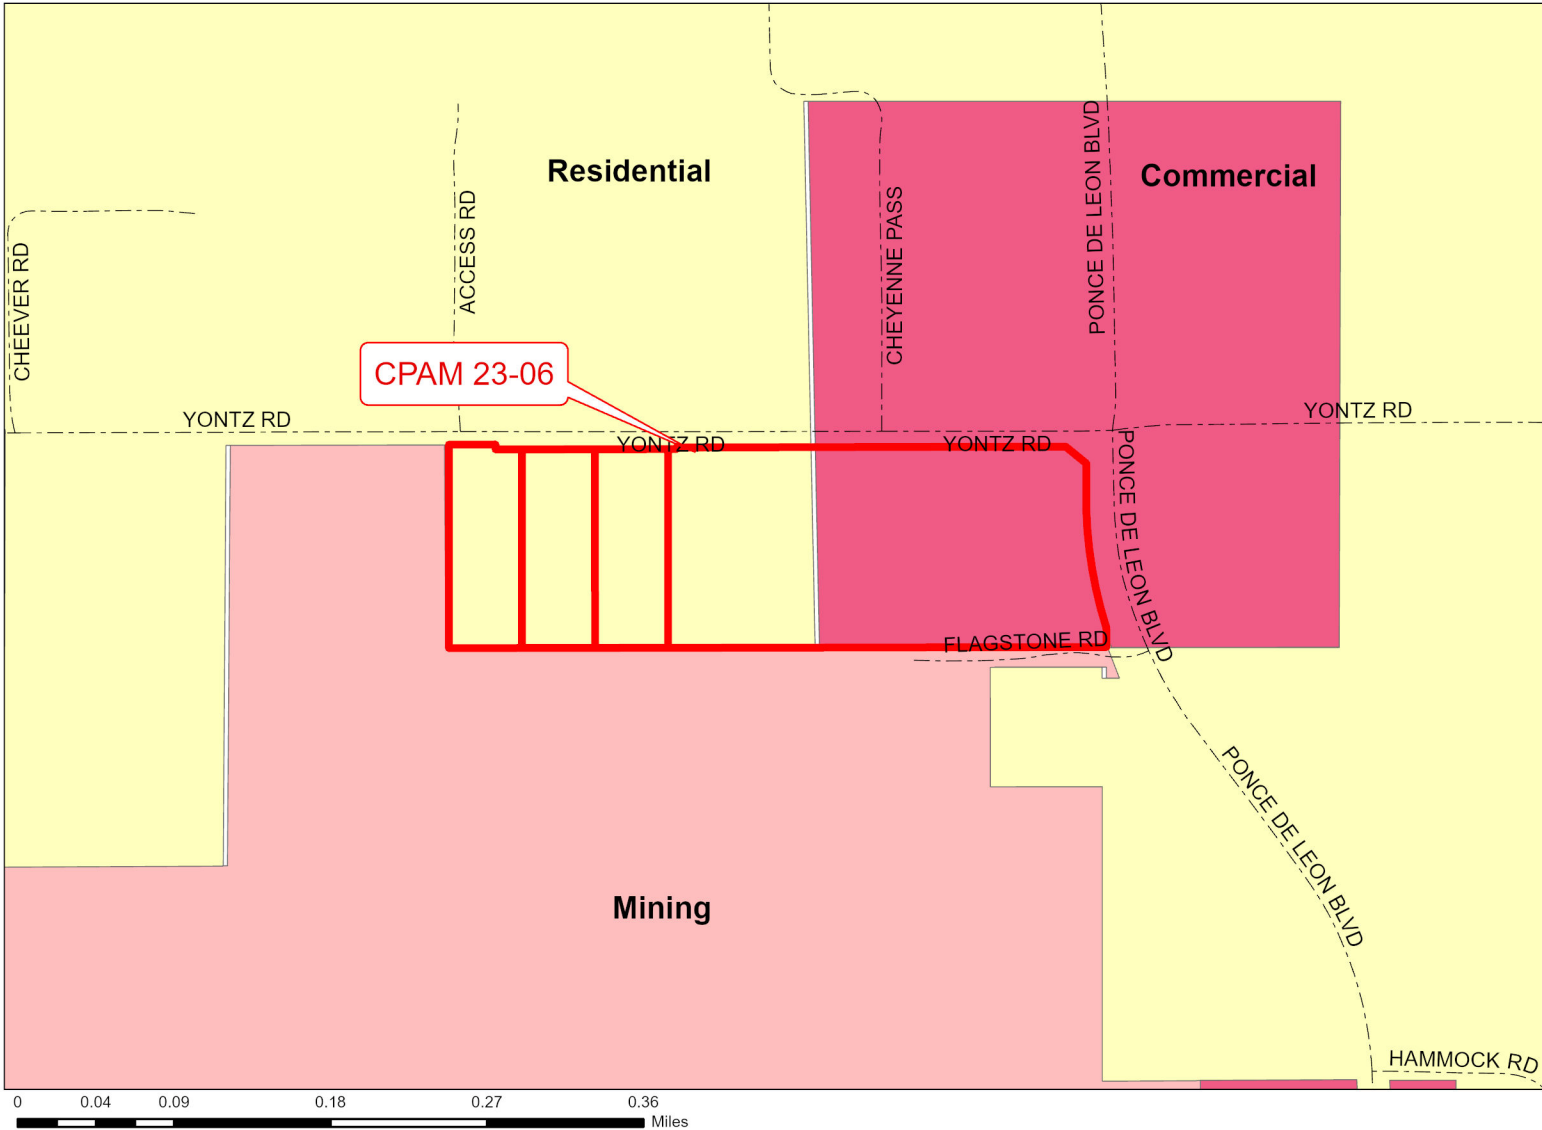 PONCE DE LEON BLVD
Residential
Commercial
ACCESS RD
CHEYENNE PASS
CHEEVER RD
CPAM 23-06
YONTZ RD
YONTZ RD
YONTZ RD
YONTZ RD
PONCE DE LEON BLVD
FLAGSTONE RD
PONCE DE LEON BLVD
Mining
HAMMOCK RD
0 0.04 0.09 0.18 0.27 0.36
Miles